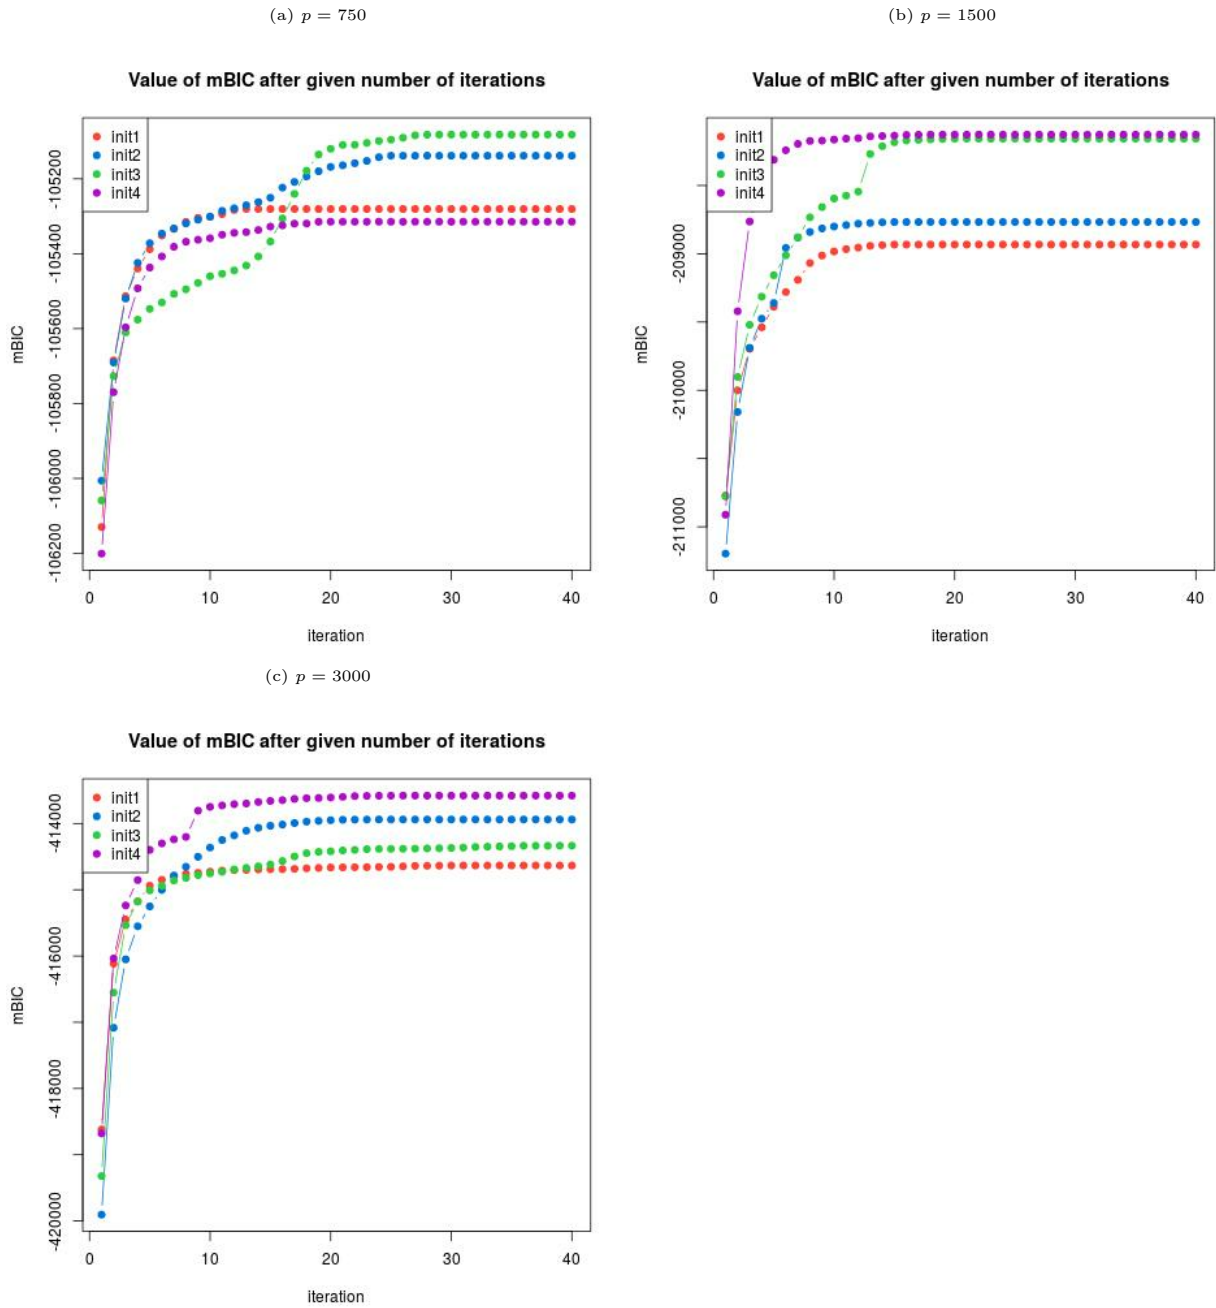 (a) p = 750
Value of mBIC after given number of iterations
init1
init2
init3
init4
-105200
-105400
-105600
-105800
-106000
-106200
mBIC
0 10 20 30 40
iteration
(b) p = 1500
Value of mBIC after given number of iterations
init1
init2
init3
init4
-209000
-210000
-211000
mBIC
0 10 20 30 40
iteration
(c) p = 3000
Value of mBIC after given number of iterations
init1
init2
init3
init4
-414000
-416000
-418000
-420000
mBIC
0 10 20 30 40
iteration